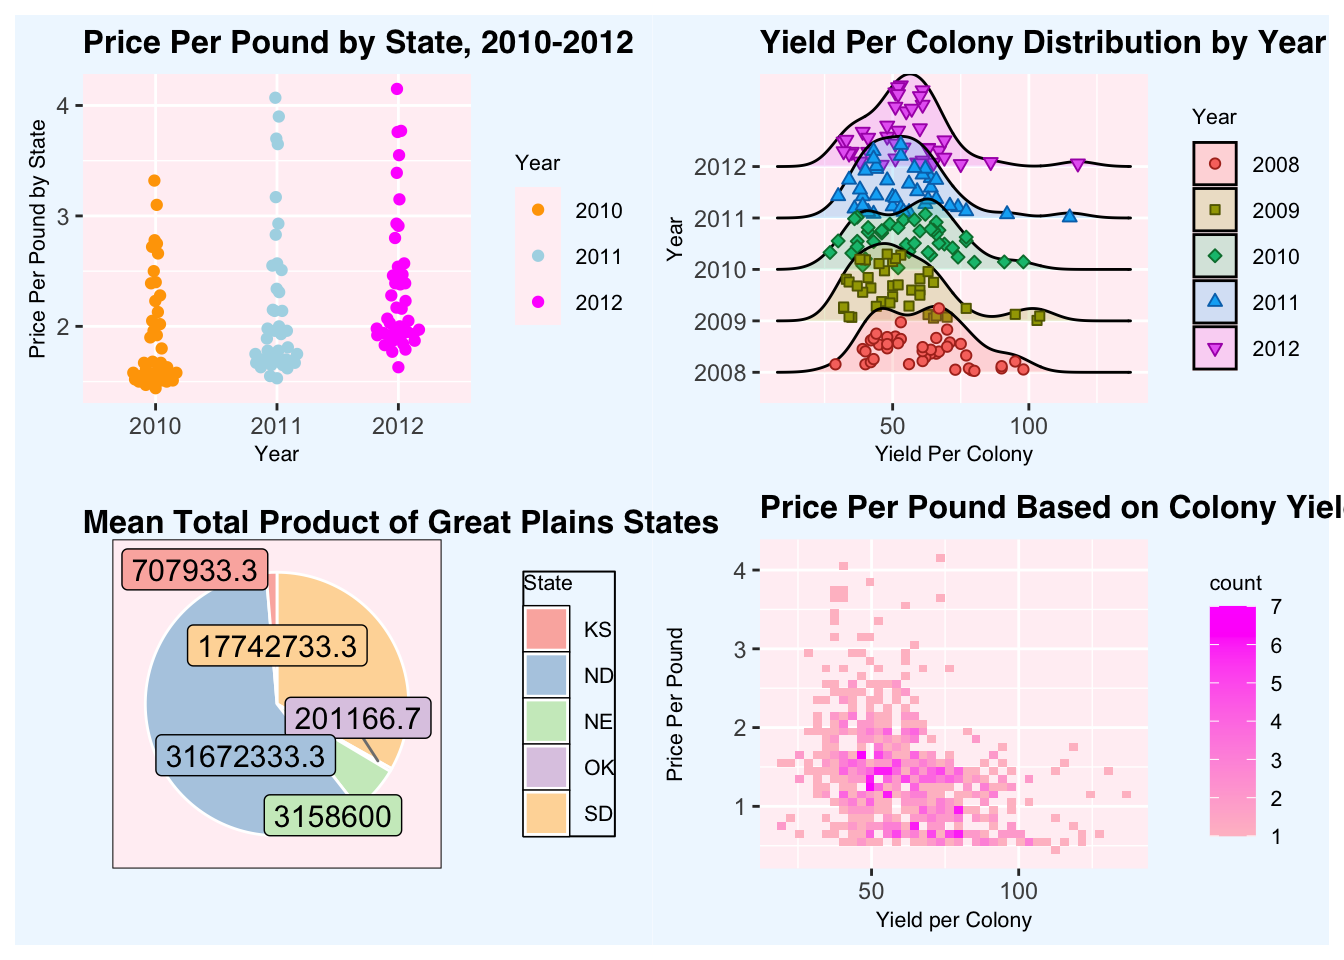 Price Per Pound by State, 2010-2012
Price Per Pound by State
4
3
2
2010
2011
2012
Year
Year
2010
2011
2012
Yield Per Colony Distribution by Year
Year
2012
2011
2010
2009
2008
50
100
Yield Per Colony
Year
2008
2009
2010
2011
2012
Mean Total Product of Great Plains States
707933.3
17742733.3
201166.7
31672333.3
3158600
State
KS
ND
NE
OK
SD
Price Per Pound Based on Colony Yiel
Price Per Pound
4
3
2
1
50
100
Yield per Colony
count
7
6
5
4
3
2
1